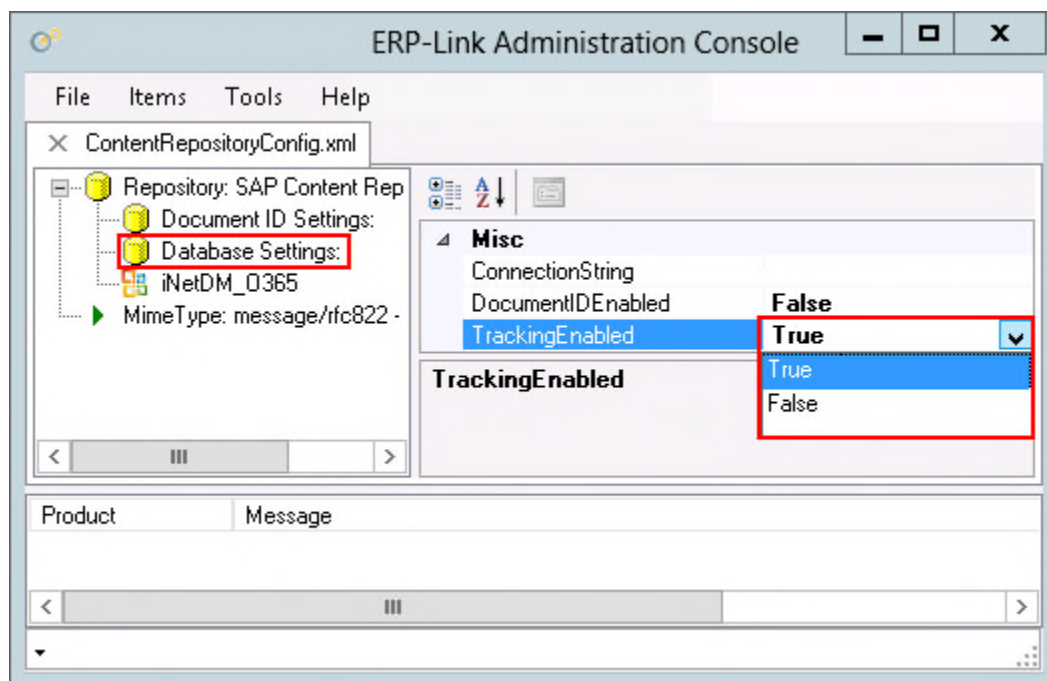 ERP-Link Administration Console
File Items Tools Help
ContentRepositoryConfig.xml
Repository: SAP Content Rep
Document ID Settings:
Database Settings:
iNetDM_O365
MimeType: message/rfc822 -
Misc
ConnectionString
DocumentIDEnabled False
TrackingEnabled True
True
False
TrackingEnabled
Product Message